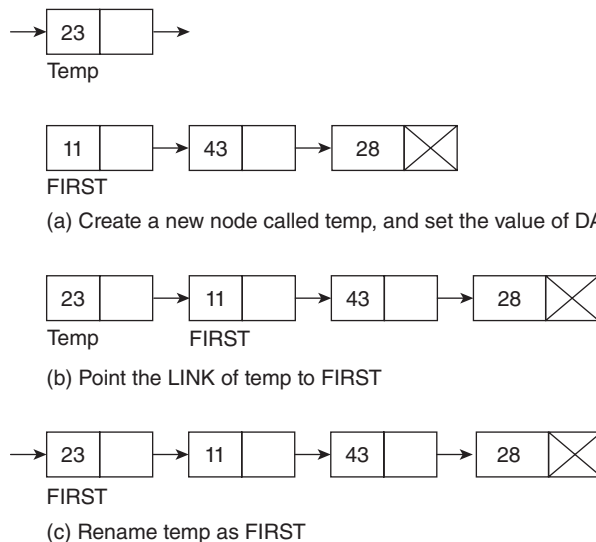 23
Temp
11 43 28
FIRST
(a) Create a new node called temp, and set the value of DA
23 11 43 28
Temp FIRST
(b) Point the LINK of temp to FIRST
23 11 43 28
FIRST
(c) Rename temp as FIRST